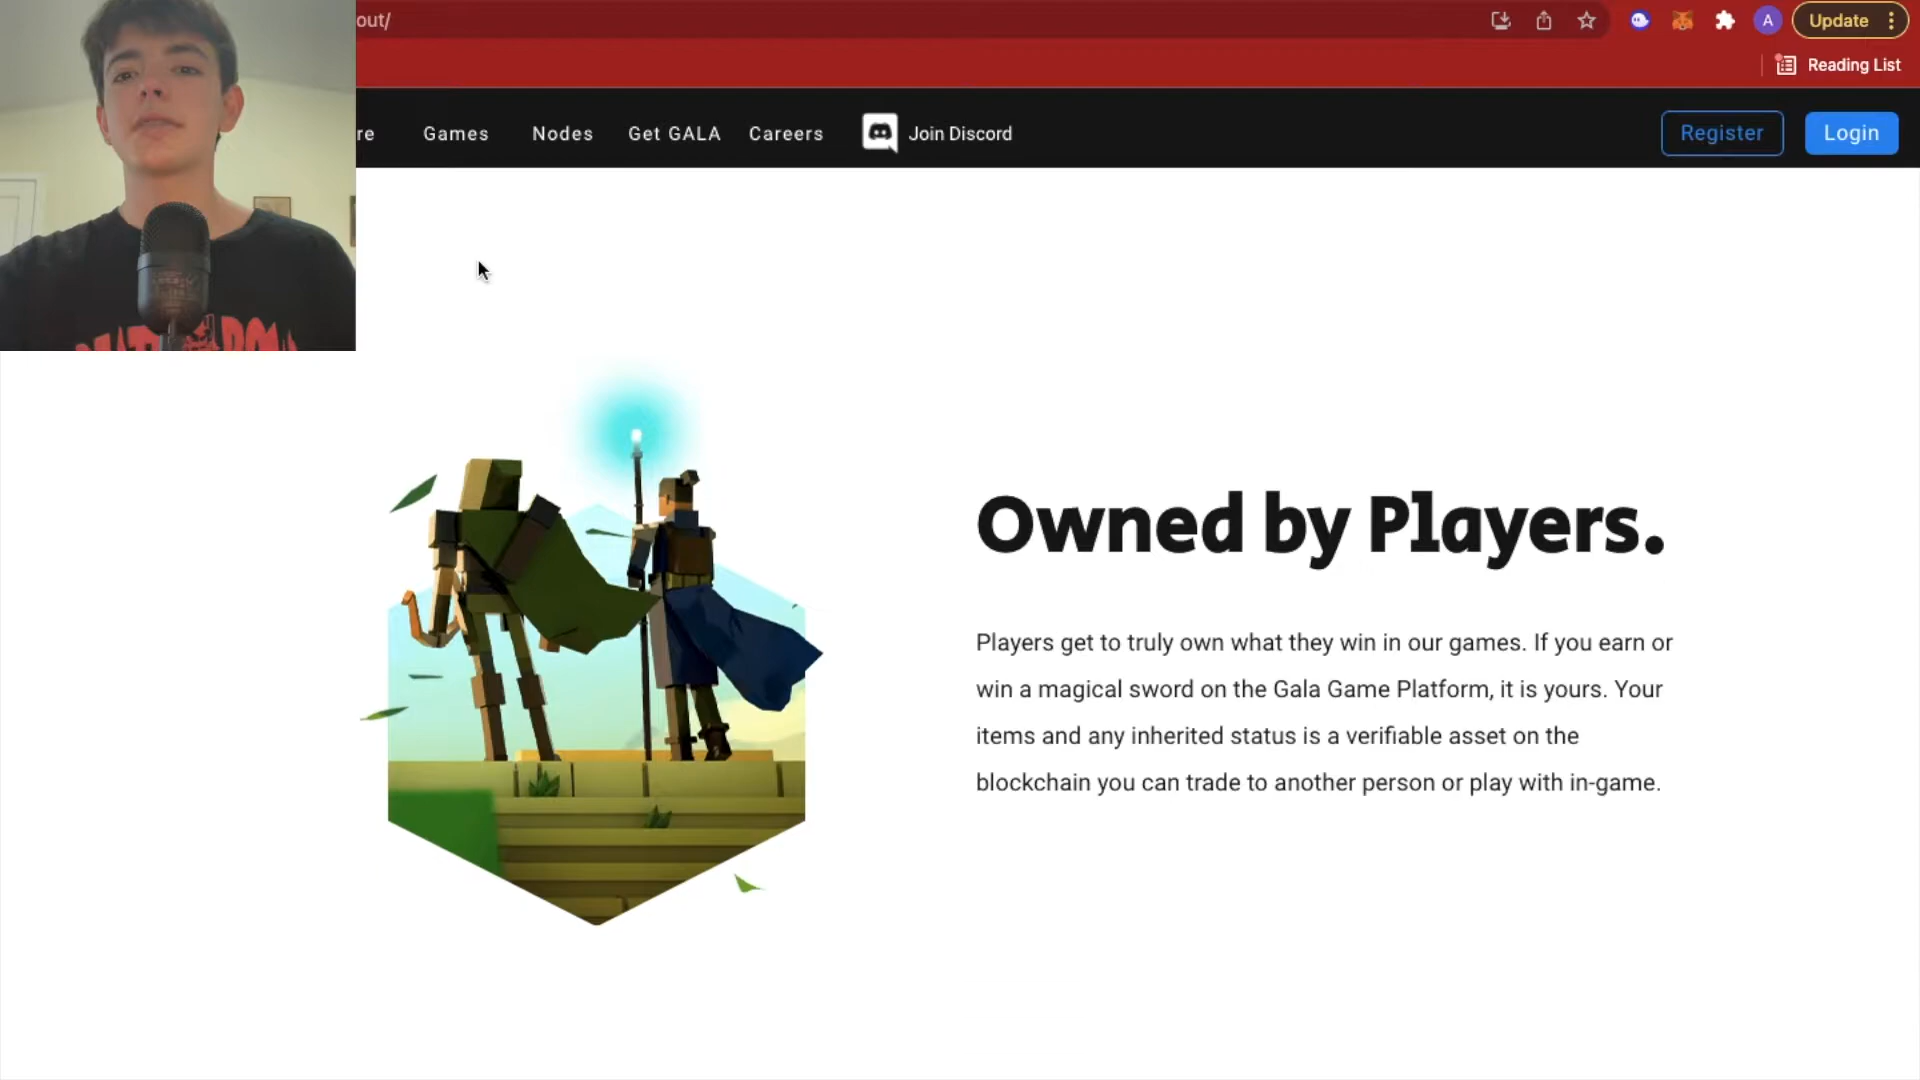 out/
A
Update
Reading List
re
Games
Nodes
Get GALA
Careers
Join Discord
Register
Login
Owned by Players.
Players get to truly own what they win in our games. If you earn or
win a magical sword on the Gala Game Platform, it is yours. Your
items and any inherited status is a verifiable asset on the
blockchain you can trade to another person or play with in-game.